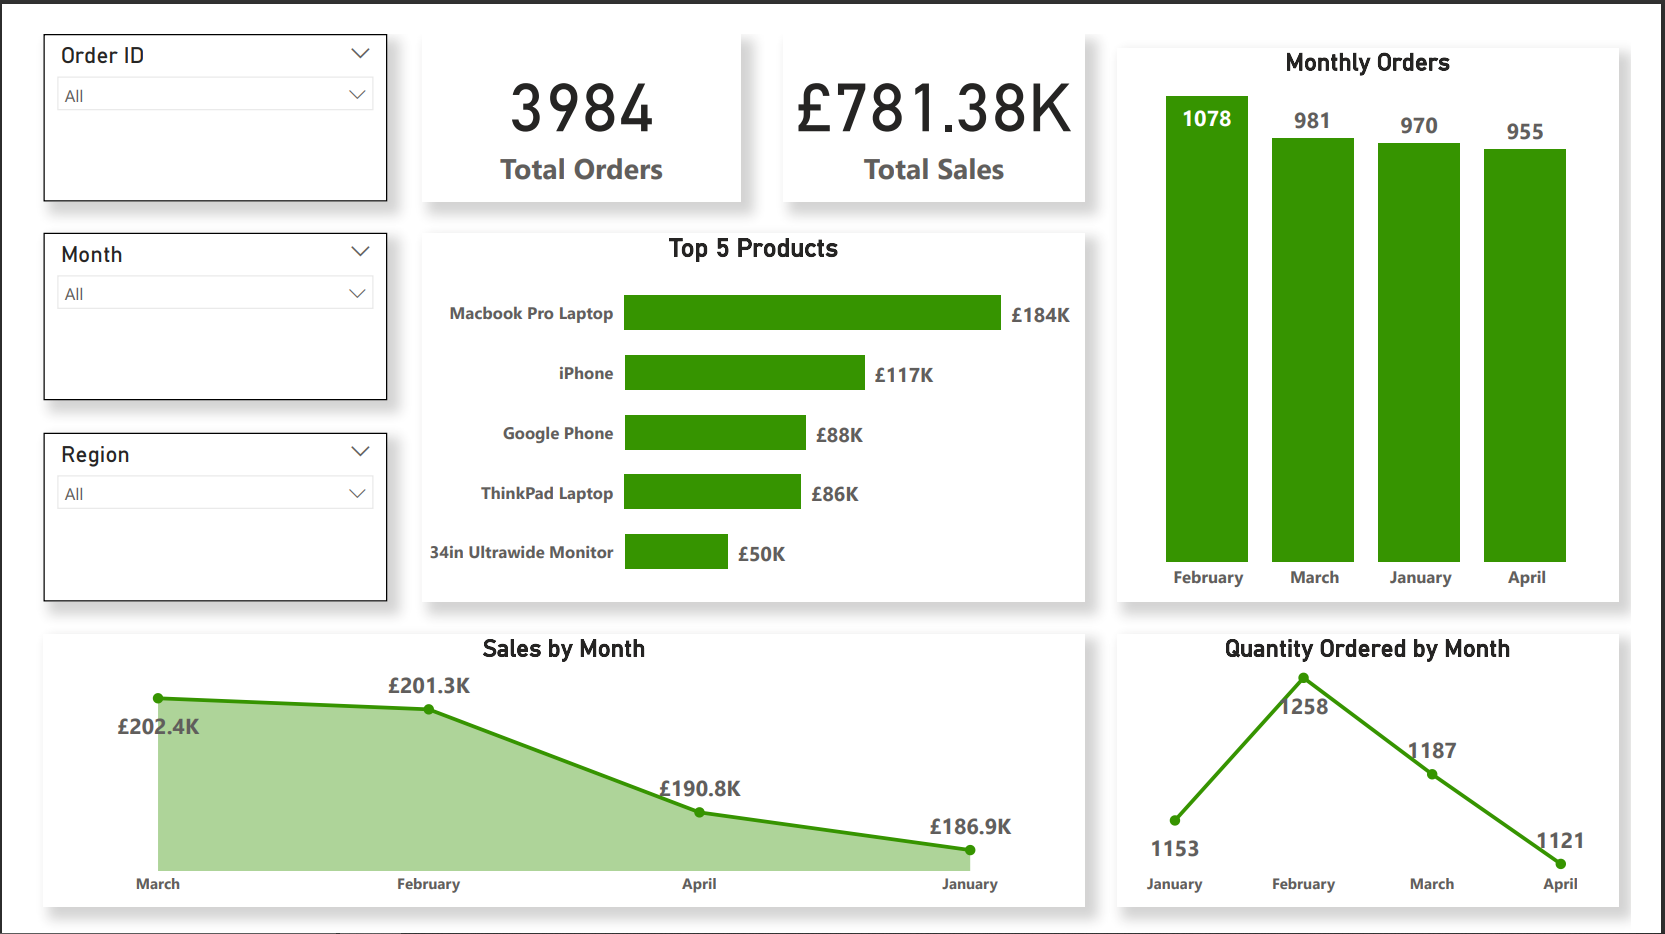 Order ID
All
Month
All
Region
All
3984
Total Orders
£781.38K
Total Sales
Top 5 Products
Macbook Pro Laptop £184K
iPhone £117K
Google Phone £88K
ThinkPad Laptop £86K
34in Ultrawide Monitor £50K
Monthly Orders
1078 981 970 955
February March January April
Sales by Month
£202.4K £201.3K £190.8K £186.9K
March February April January
Quantity Ordered by Month
1153 1258 1187 1121
January February March April